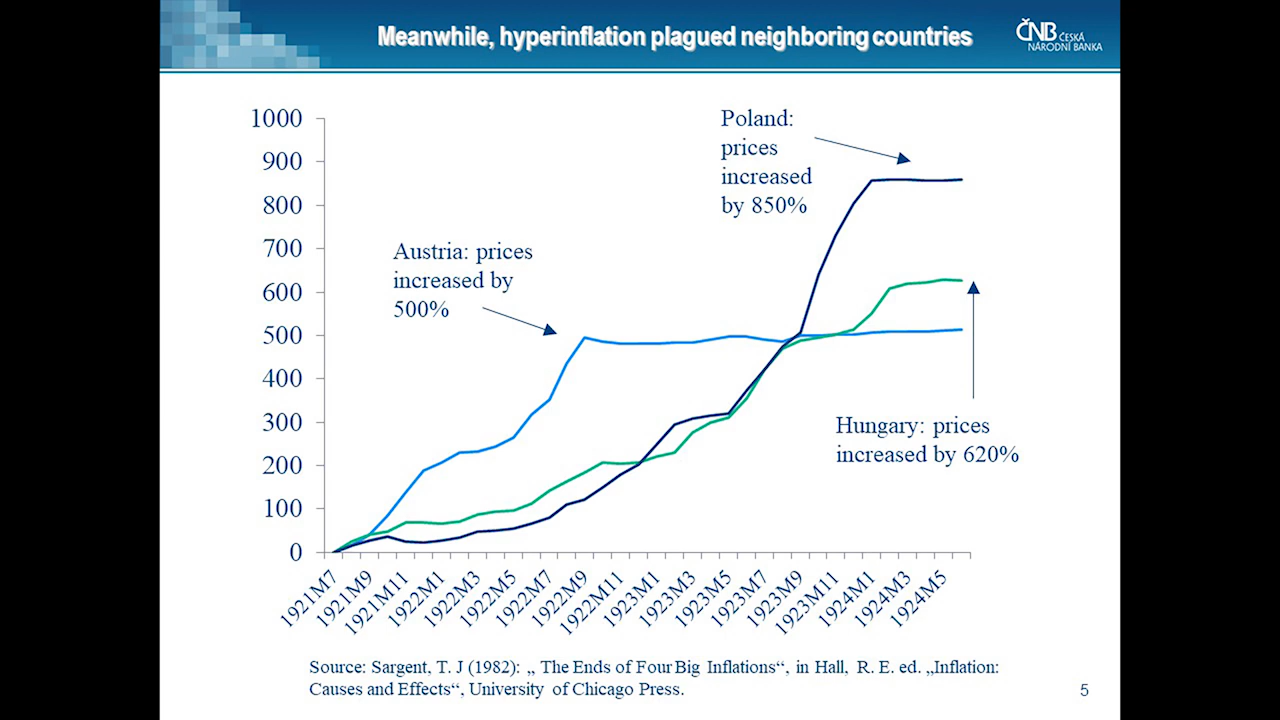 Meanwhile, hyperinflation plagued neighboring countries
ČNB ČESKÁ
NÁRODNÍ BANKA
1000
900
800
700
600
500
400
300
200
100
0
Poland:
prices
increased
by 850%
Austria: prices
increased by
500%
Hungary: prices
increased by 620%
1921M7
1921M9
1921M11
1922M1
1922M3
1922M5
1922M7
1922M9
1922M11
1923M1
1923M3
1923M5
1923M7
1923M9
1923M11
1924M1
1924M3
1924M5
Source: Sargent, T. J (1982): „ The Ends of Four Big Inflations“, in Hall, R. E. ed. „Inflation:
Causes and Effects“, University of Chicago Press.
5